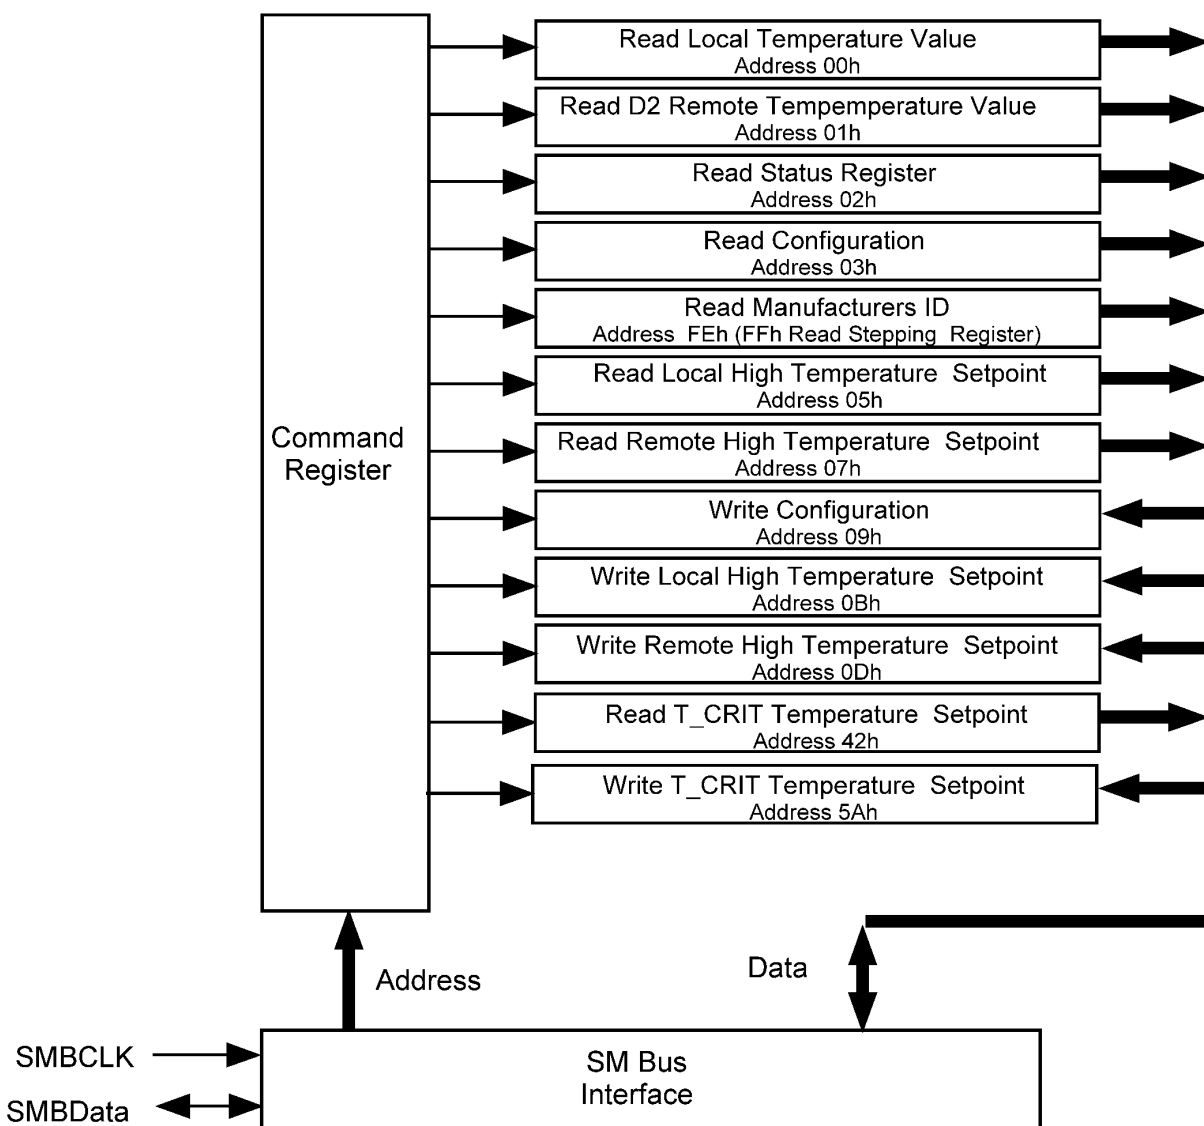 Read Local Temperature Value
Address 00h
Read D2 Remote Tempemperature Value
Address 01h
Read Status Register
Address 02h
Read Configuration
Address 03h
Read Manufacturers ID
Address FEh (FFh Read Stepping Register)
Read Local High Temperature Setpoint
Address 05h
Read Remote High Temperature Setpoint
Address 07h
Write Configuration
Address 09h
Write Local High Temperature Setpoint
Address 0Bh
Write Remote High Temperature Setpoint
Address 0Dh
Read T_CRIT Temperature Setpoint
Address 42h
Write T_CRIT Temperature Setpoint
Address 5Ah
Command
Register
Address
Data
SMBCLK
SMBData
SM Bus
Interface